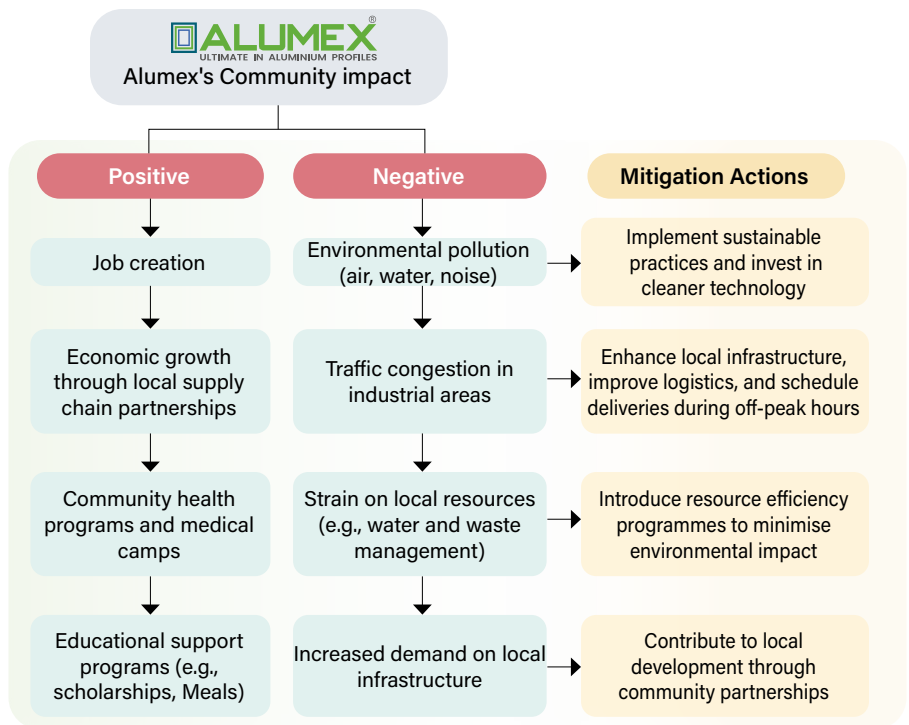 ALUMEX®
ULTIMATE IN ALUMINIUM PROFILES
Alumex's Community impact
Positive
Negative
Mitigation Actions
Job creation
Environmental pollution
(air, water, noise)
Implement sustainable
practices and invest in
cleaner technology
Economic growth
through local supply
chain partnerships
Traffic congestion in
industrial areas
Enhance local infrastructure,
improve logistics, and schedule
deliveries during off-peak hours
Community health
programs and medical
camps
Strain on local resources
(e.g., water and waste
management)
Introduce resource efficiency
programmes to minimise
environmental impact
Educational support
programs (e.g.,
scholarships, Meals)
Increased demand on local
infrastructure
Contribute to local
development through
community partnerships